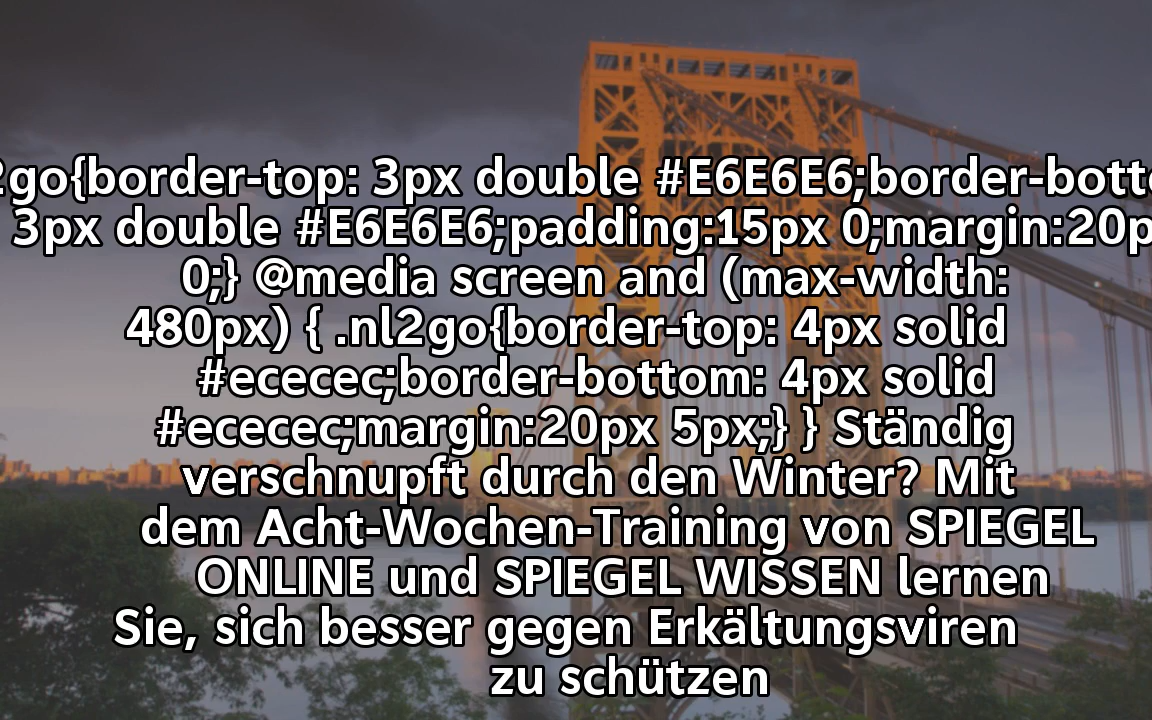 2go{border-top: 3px double #E6E6E6;border-botto
3px double #E6E6E6;padding:15px 0;margin:20p
0;} @media screen and (max-width:
480px) { .nl2go{border-top: 4px solid
#ececec;border-bottom: 4px solid
#ececec;margin:20px 5px;} } Ständig
verschnupft durch den Winter? Mit
dem Acht-Wochen-Training von SPIEGEL
ONLINE und SPIEGEL WISSEN lernen
Sie, sich besser gegen Erkältungsviren
zu schützen